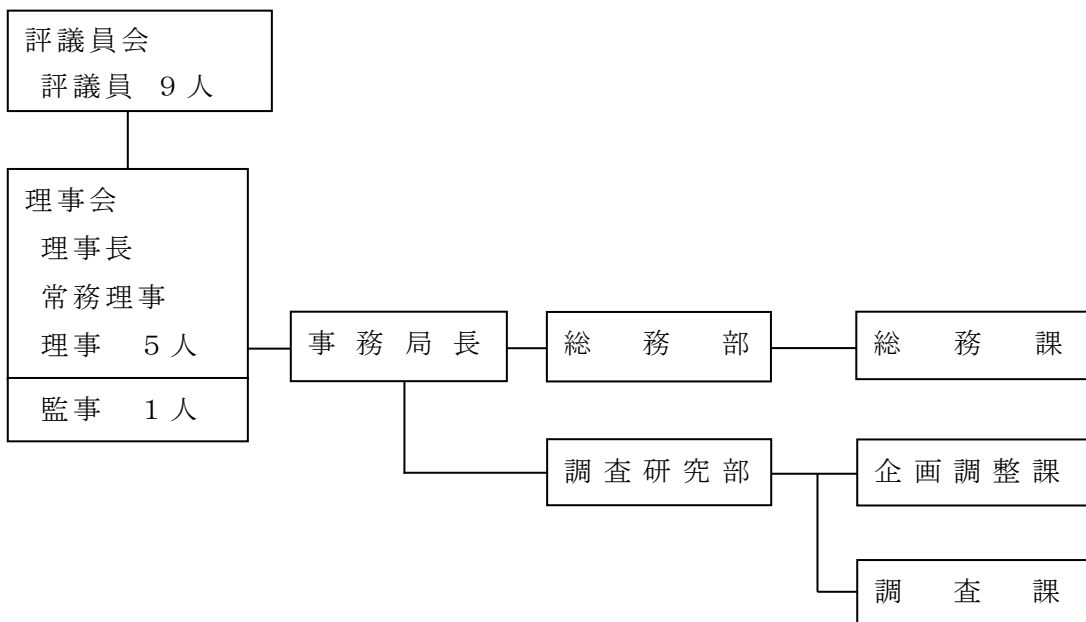 評議員会
評議員 ９人
理事会
理事長
常務理事
理事 ５人
監事 １人
事務局長
総務部
総務課
調査研究部
企画調整課
調査課